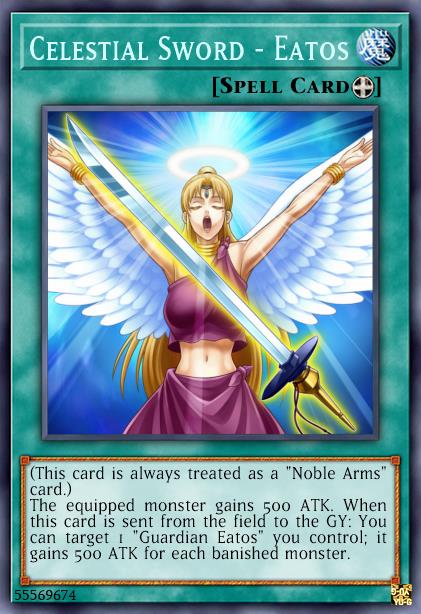 Celestial Sword - Eatos
魔
[Spell Card]
(This card is always treated as a "Noble Arms"
card.)
The equipped monster gains 500 ATK. When
this card is sent from the field to the GY: You
can target 1 "Guardian Eatos" you control; it
gains 500 ATK for each banished monster.
55569674